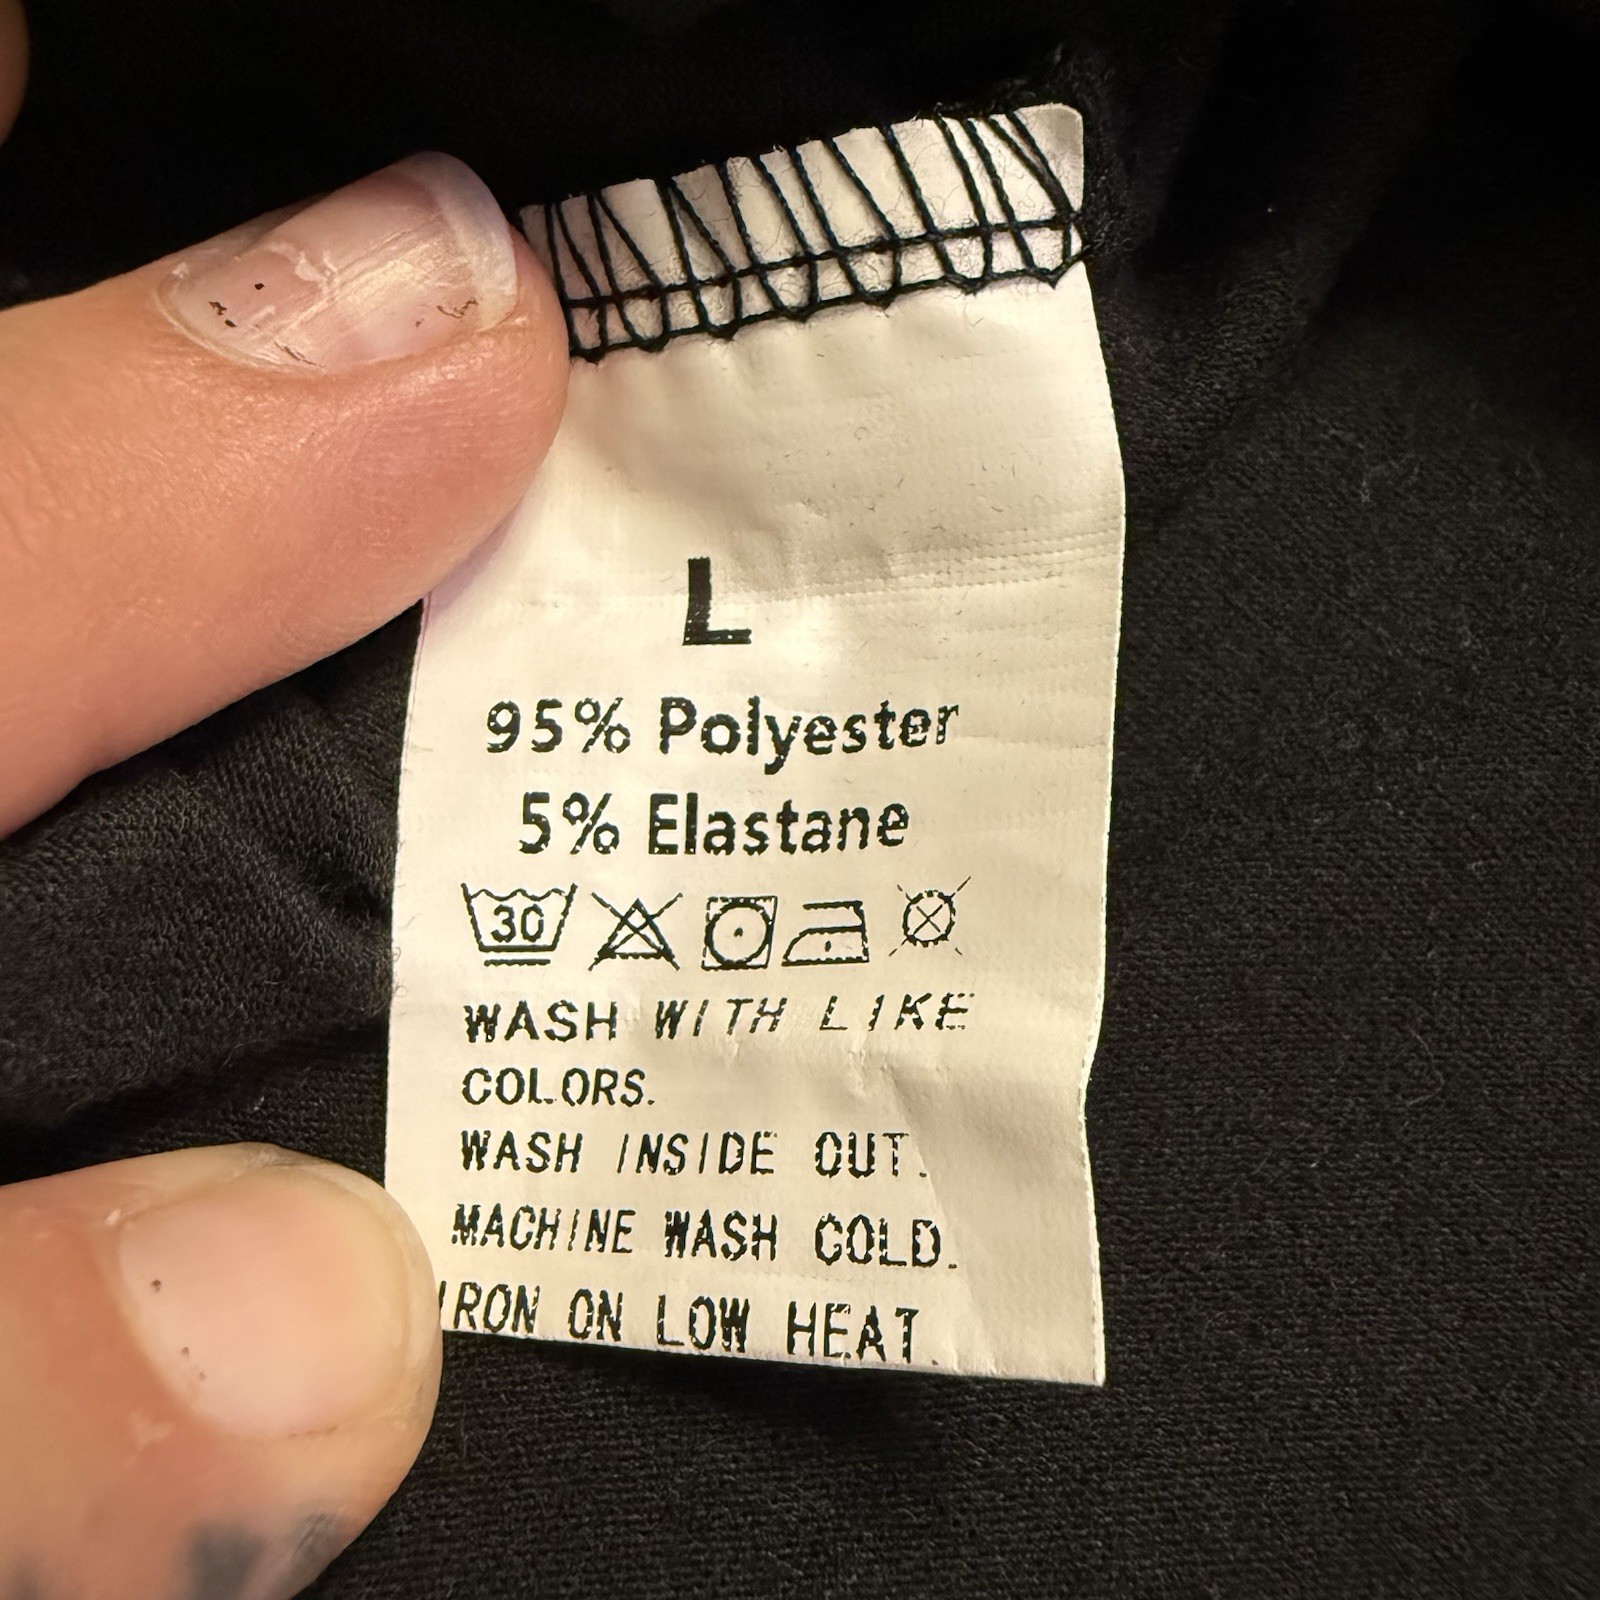 L
95% Polyester
5% Elastane
30
WASH WITH LIKE
COLORS.
WASH INSIDE OUT.
MACHINE WASH COLD.
IRON ON LOW HEAT.